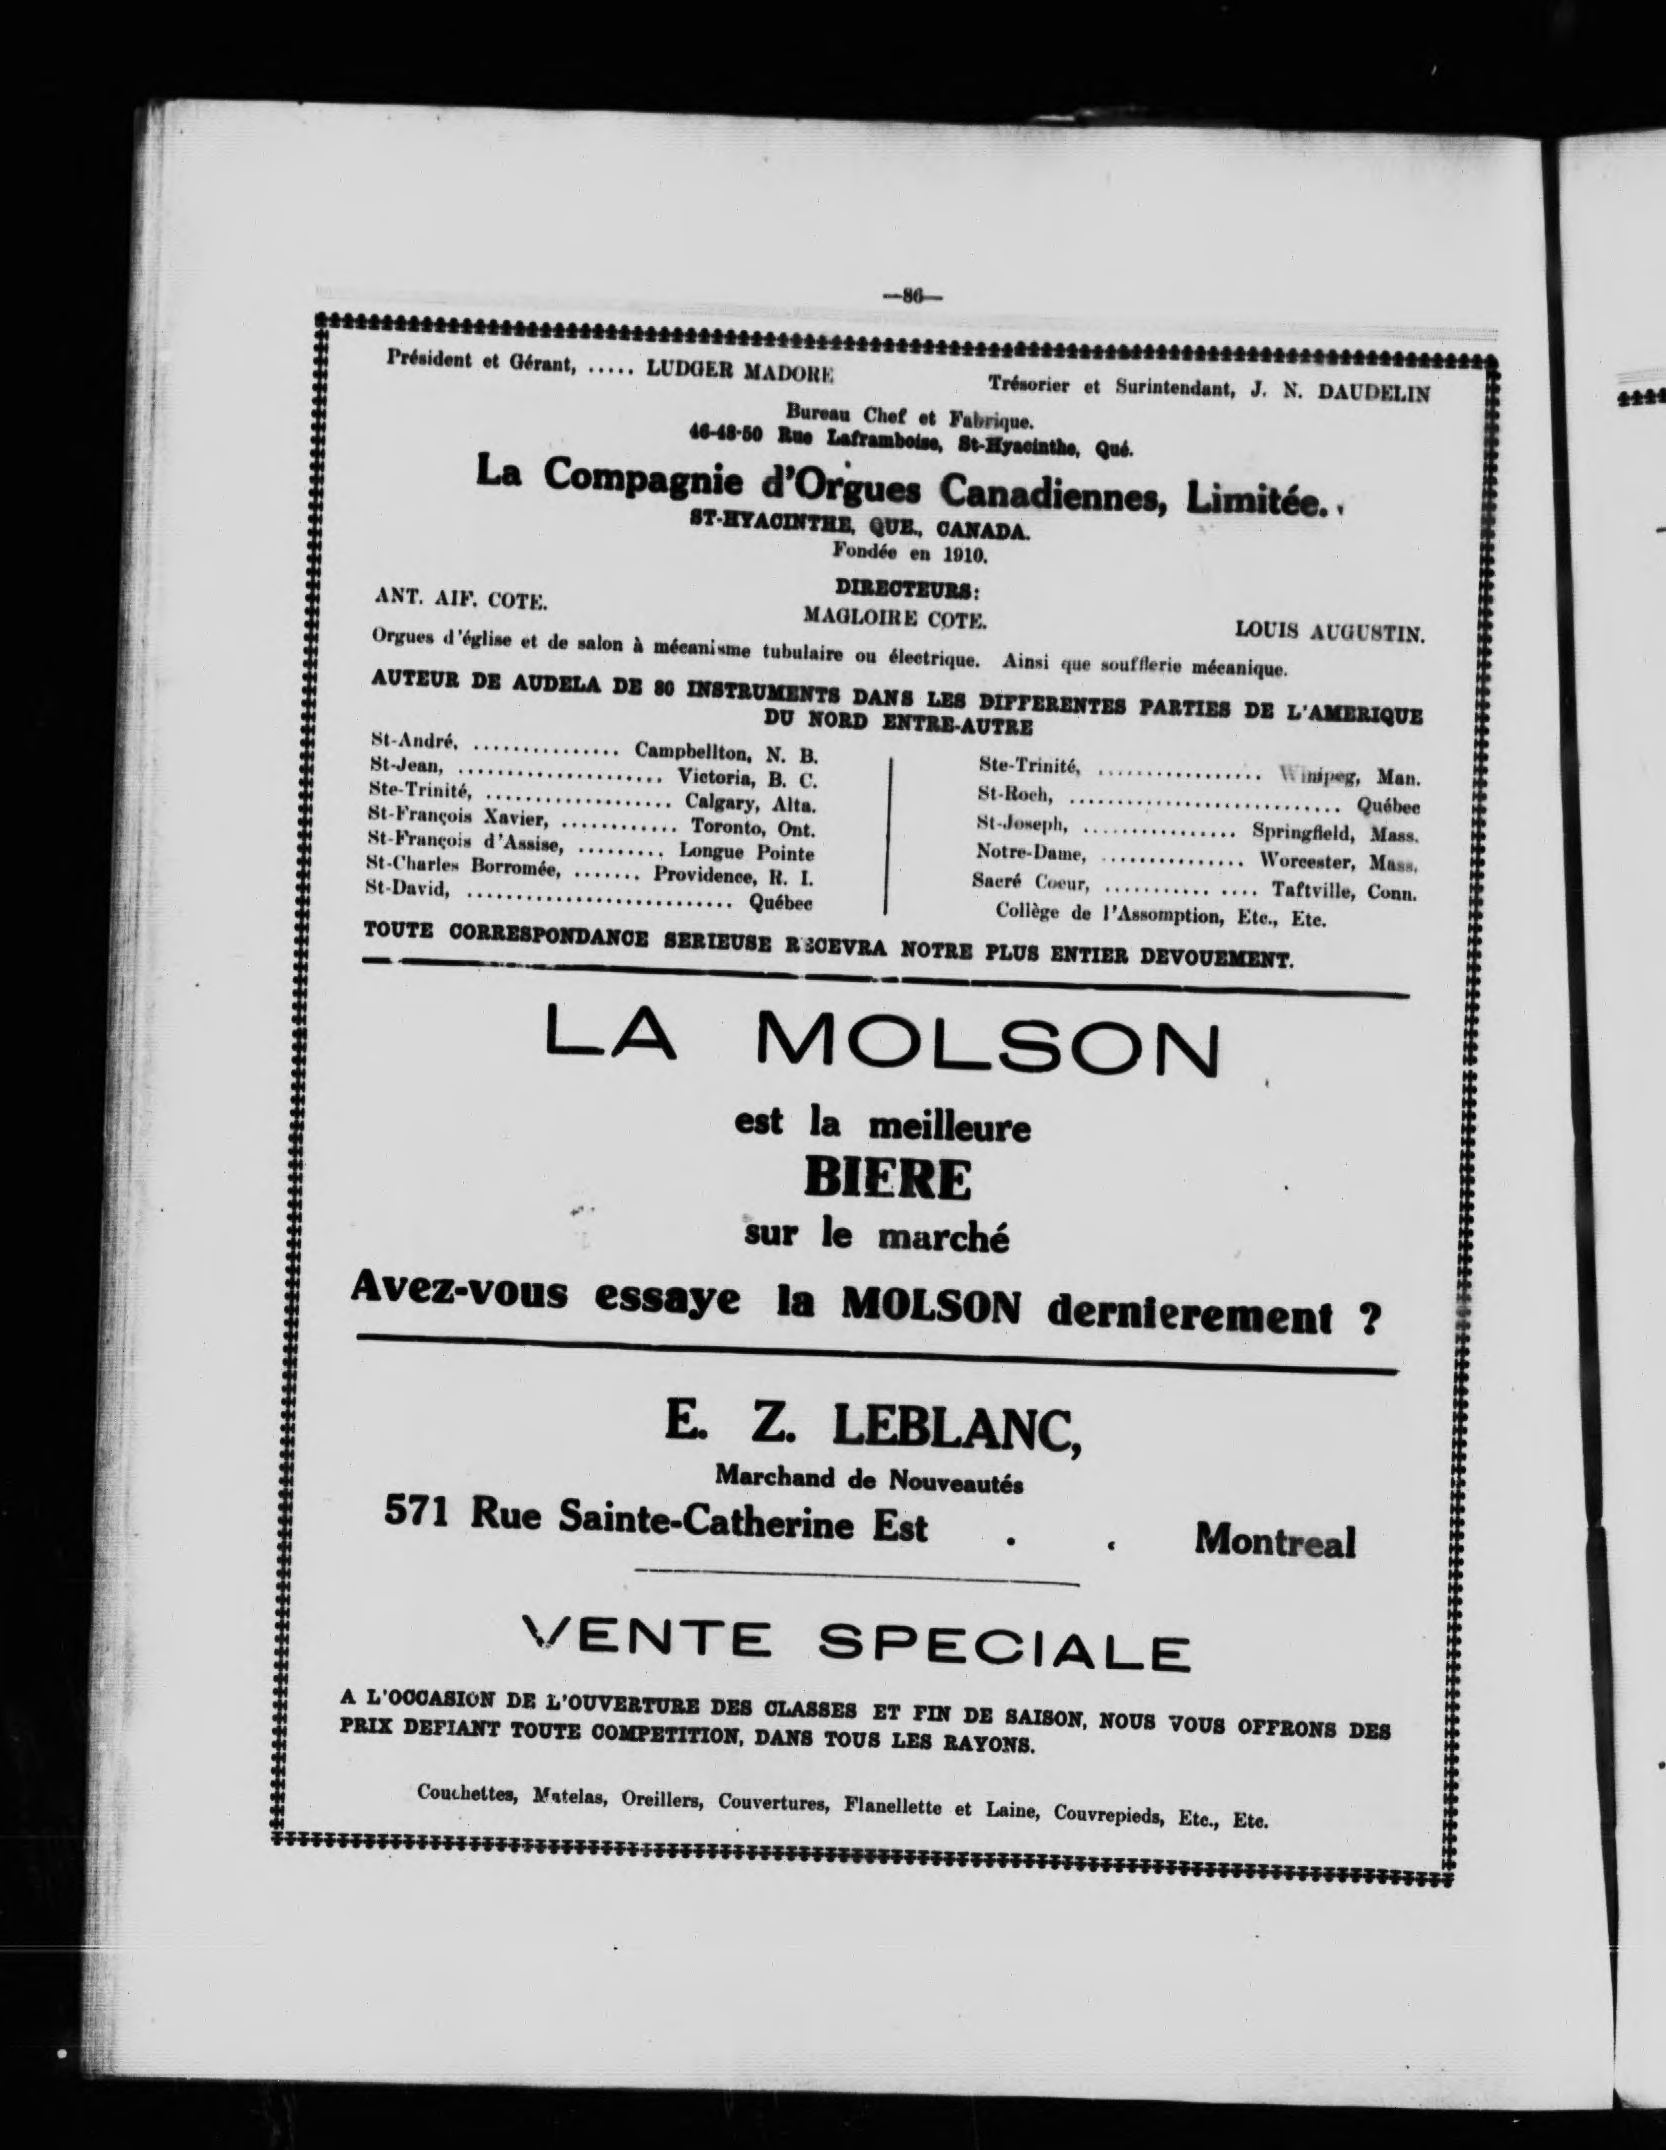 —86—
Président et Gérant, ..... LUDGER MADORE
Trésorier et Surintendant, J. N. DAUDELIN
Bureau Chef et Fabrique.
46-48-50 Rue Laframboise, St-Hyacinthe, Qué.
La Compagnie d'Orgues Canadiennes, Limitée.
ST-HYACINTHE, QUE., CANADA.
Fondée en 1910.
DIRECTEURS:
ANT. AIF. COTE. MAGLOIRE COTE. LOUIS AUGUSTIN.
Orgues d'église et de salon à mécanisme tubulaire ou électrique. Ainsi que soufflerie mécanique.
AUTEUR DE AUDELA DE 80 INSTRUMENTS DANS LES DIFFERENTES PARTIES DE L'AMERIQUE
DU NORD ENTRE-AUTRE
St-André, ............... Campbellton, N. B.
St-Jean, ..................... Victoria, B. C.
Ste-Trinité, ................... Calgary, Alta.
St-François Xavier, ............ Toronto, Ont.
St-François d'Assise, ......... Longue Pointe
St-Charles Borromée, ....... Providence, R. I.
St-David, ........................... Québec
Ste-Trinité, ................. Winipeg, Man.
St-Roch, ............................ Québec
St-Joseph, ................ Springfield, Mass.
Notre-Dame, ............... Worcester, Mass.
Sacré Coeur, ........... .... Taftville, Conn.
Collège de l'Assomption, Etc., Etc.
TOUTE CORRESPONDANCE SERIEUSE RECEVRA NOTRE PLUS ENTIER DEVOUEMENT.
LA MOLSON
est la meilleure
BIERE
sur le marché
Avez-vous essaye la MOLSON dernierement ?
E. Z. LEBLANC,
Marchand de Nouveautés
571 Rue Sainte-Catherine Est . . Montreal
VENTE SPECIALE
A L'OCCASION DE L'OUVERTURE DES CLASSES ET FIN DE SAISON, NOUS VOUS OFFRONS DES
PRIX DEFIANT TOUTE COMPETITION, DANS TOUS LES RAYONS.
Couchettes, Matelas, Oreillers, Couvertures, Flanellette et Laine, Couvrepieds, Etc., Etc.